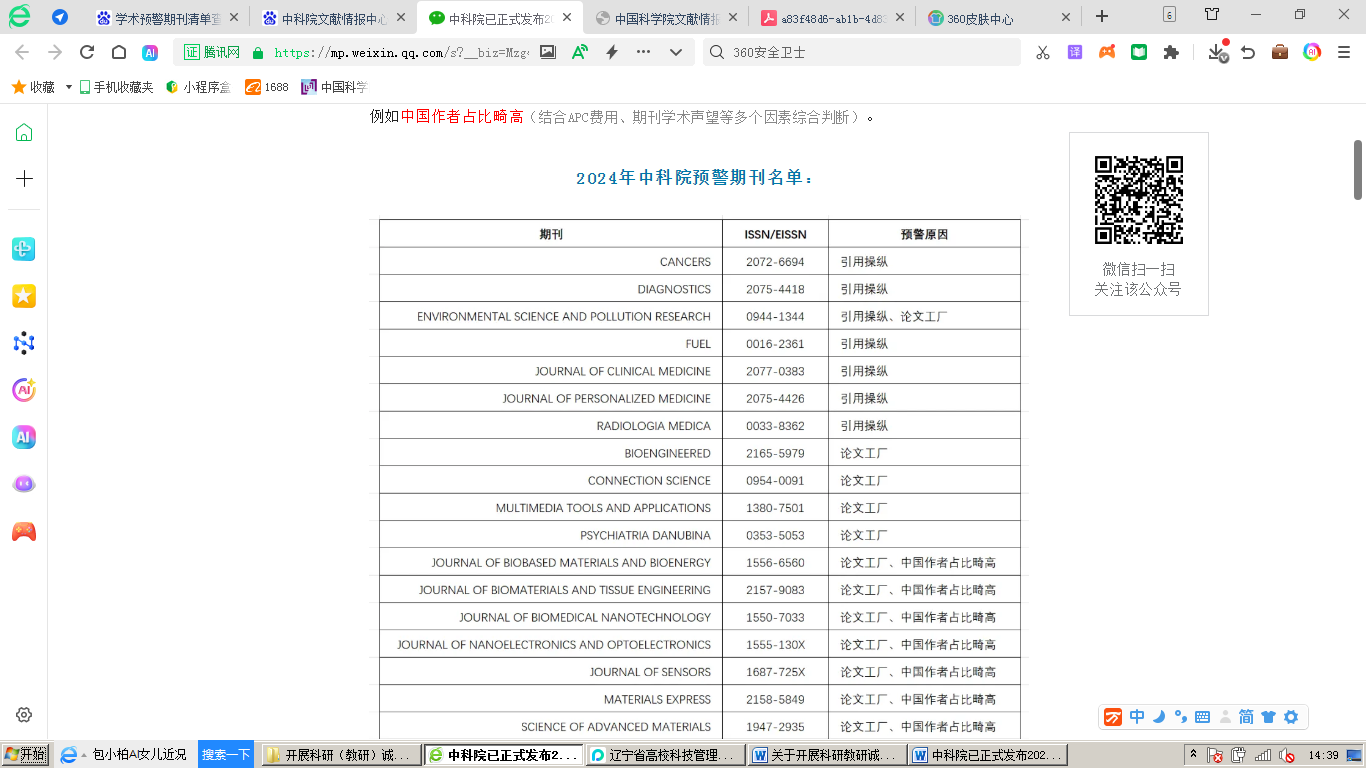 学术预警期刊清单
中科院文献情报中心
中科院已正式发布20
中国科学院文献情报
a83f48d6-ab1b-4d8
360皮肤中心
6
证 腾讯网
https://mp.weixin.qq.com/s?__biz=Mzx
360安全卫士
译
收藏
手机收藏夹
小程序盒
1688
中国科学
例如中国作者占比畸高（结合APC费用、期刊学术声望等多个因素综合判断）。
2024年中科院预警期刊名单：
期刊 ISSN/EISSN 预警原因
CANCERS 2072-6694 引用操纵
DIAGNOSTICS 2075-4418 引用操纵
ENVIRONMENTAL SCIENCE AND POLLUTION RESEARCH 0944-1344 引用操纵、论文工厂
FUEL 0016-2361 引用操纵
JOURNAL OF CLINICAL MEDICINE 2077-0383 引用操纵
JOURNAL OF PERSONALIZED MEDICINE 2075-4426 引用操纵
RADIOLOGIA MEDICA 0033-8362 引用操纵
BIOENGINEERED 2165-5979 论文工厂
CONNECTION SCIENCE 0954-0091 论文工厂
MULTIMEDIA TOOLS AND APPLICATIONS 1380-7501 论文工厂
PSYCHIATRIA DANUBINA 0353-5053 论文工厂
JOURNAL OF BIOBASED MATERIALS AND BIOENERGY 1556-6560 论文工厂、中国作者占比畸高
JOURNAL OF BIOMATERIALS AND TISSUE ENGINEERING 2157-9083 论文工厂、中国作者占比畸高
JOURNAL OF BIOMEDICAL NANOTECHNOLOGY 1550-7033 论文工厂、中国作者占比畸高
JOURNAL OF NANOELECTRONICS AND OPTOELECTRONICS 1555-130X 论文工厂、中国作者占比畸高
JOURNAL OF SENSORS 1687-725X 论文工厂、中国作者占比畸高
MATERIALS EXPRESS 2158-5849 论文工厂、中国作者占比畸高
SCIENCE OF ADVANCED MATERIALS 1947-2935 论文工厂、中国作者占比畸高
微信扫一扫
关注该公众号
AI
AI
中
简
开始
包小柏AI女儿近况
搜索一下
开展科研（教研）诚...
中科院已正式发布2...
辽宁省高校科技管理...
关于开展科研教研诚...
中科院已正式发布202...
14:39